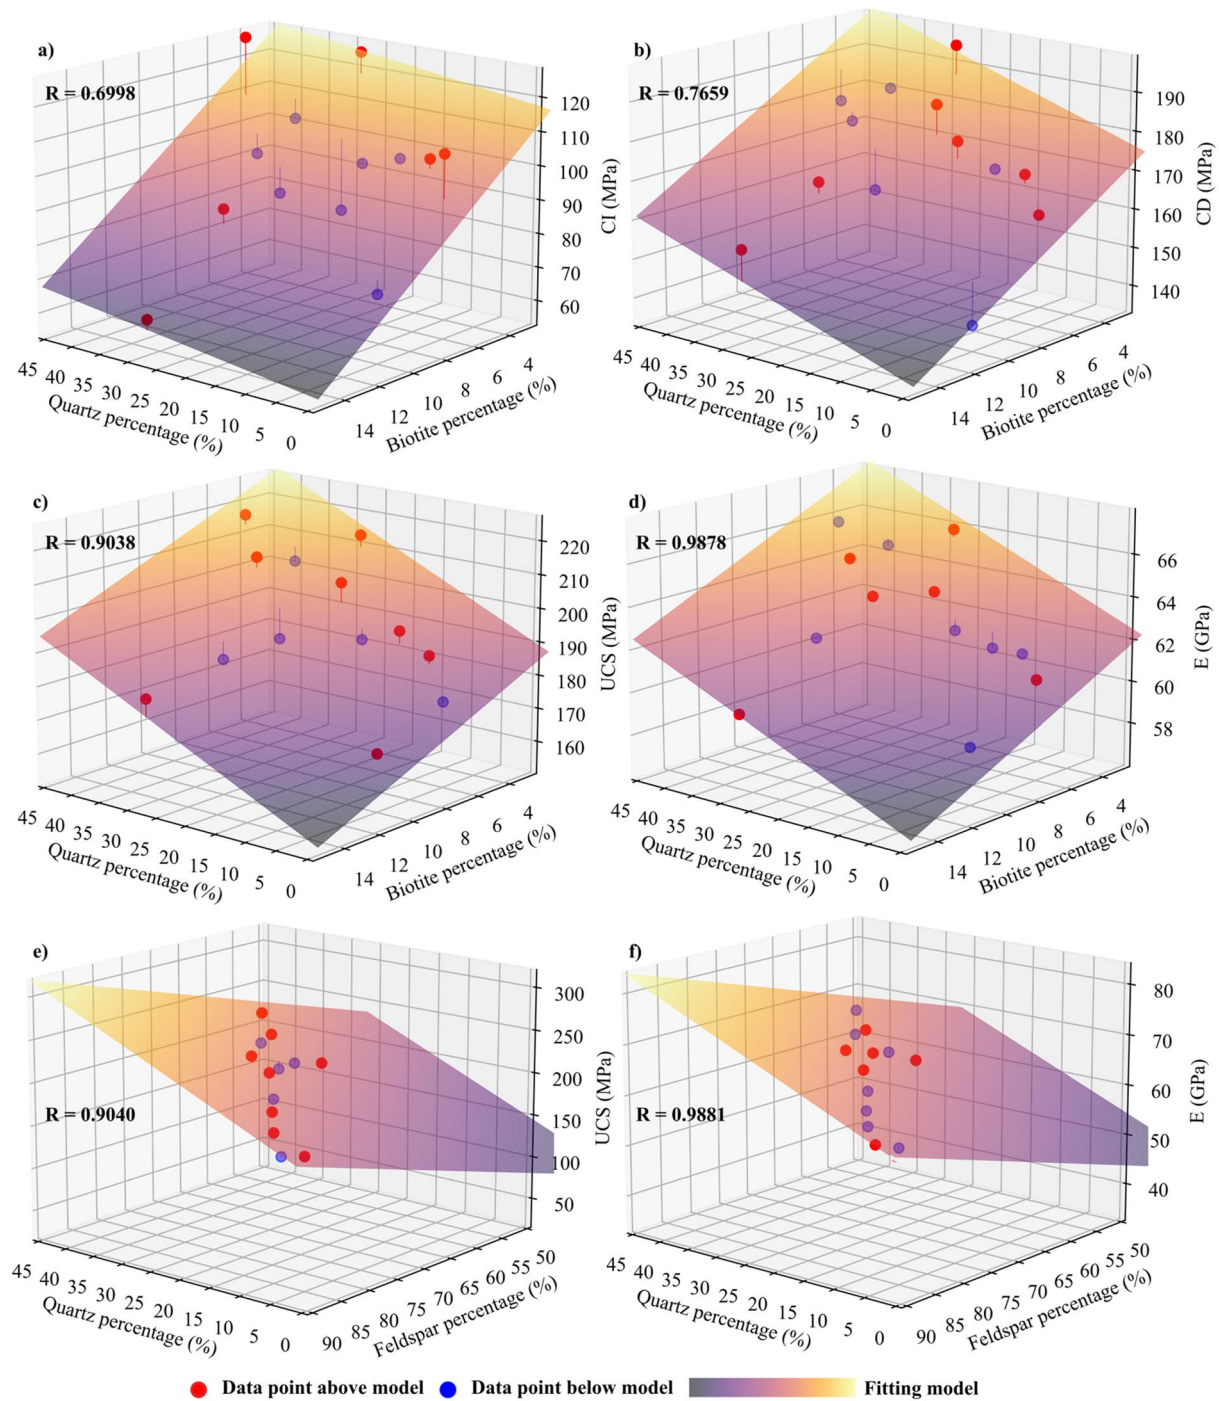 a)
R = 0.6998
120
110
100
90
80
70
60
CI (MPa)
45 40 35 30 25 20 15 10 5 0
Quartz percentage (%)
14 12 10 8 6 4
Biotite percentage (%)
b)
R = 0.7659
190
180
170
160
150
140
CD (MPa)
45 40 35 30 25 20 15 10 5 0
Quartz percentage (%)
14 12 10 8 6 4
Biotite percentage (%)
c)
R = 0.9038
220
210
200
190
180
170
160
UCS (MPa)
45 40 35 30 25 20 15 10 5 0
Quartz percentage (%)
14 12 10 8 6 4
Biotite percentage (%)
d)
R = 0.9878
66
64
62
60
58
E (GPa)
45 40 35 30 25 20 15 10 5 0
Quartz percentage (%)
14 12 10 8 6 4
Biotite percentage (%)
e)
R = 0.9040
300
250
200
150
100
50
UCS (MPa)
45 40 35 30 25 20 15 10 5 0
Quartz percentage (%)
90 85 80 75 70 65 60 55 50
Feldspar percentage (%)
f)
R = 0.9881
80
70
60
50
40
E (GPa)
45 40 35 30 25 20 15 10 5 0
Quartz percentage (%)
90 85 80 75 70 65 60 55 50
Feldspar percentage (%)
Data point above model Data point below model Fitting model